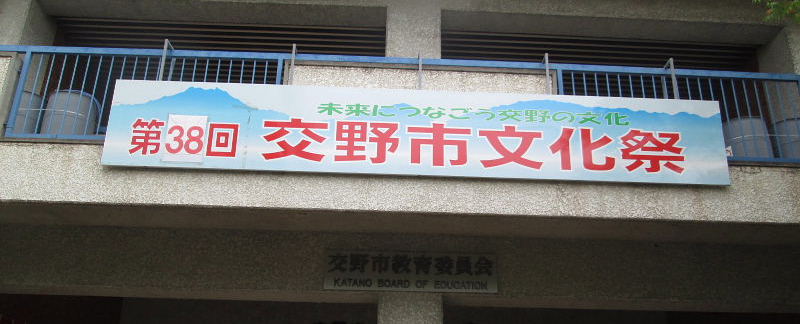 未来につなごう交野の文化
第38回 交野市文化祭
交野市教育委員会
KATANO BOARD OF EDUCATION